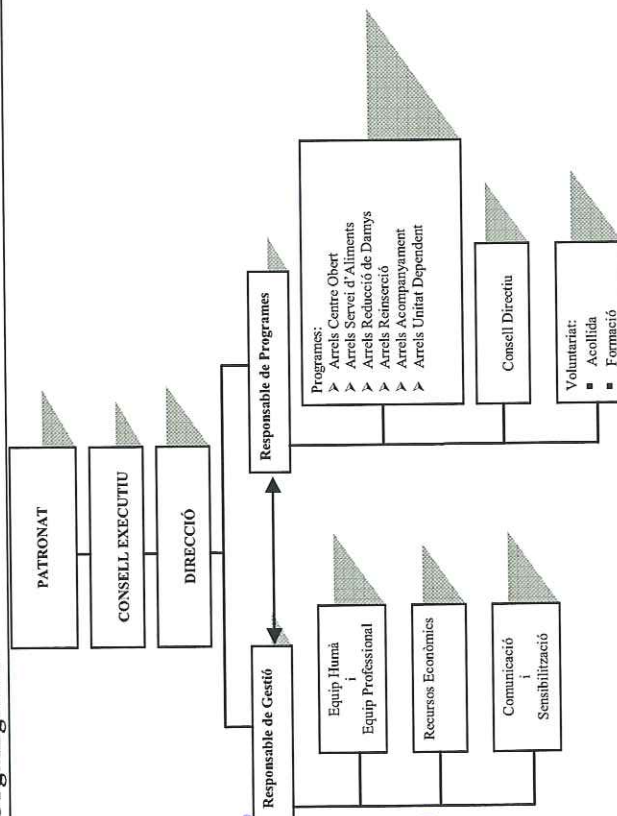 PATRONAT
CONSELL EXECUTIU
DIRECCIÓ
Responsable de Gestió
Responsable de Programes
Equip Humà
i
Equip Professional
Recursos Econòmics
Comunicació
i
Sensibilització
Programes:
➢ Arrels Centre Obert
➢ Arrels Servei d'Aliments
➢ Arrels Reducció de Damys
➢ Arrels Reinserció
➢ Arrels Acompanyament
➢ Arrels Unitat Dependent
Consell Directiu
Voluntariat:
▪ Acollida
▪ Formació